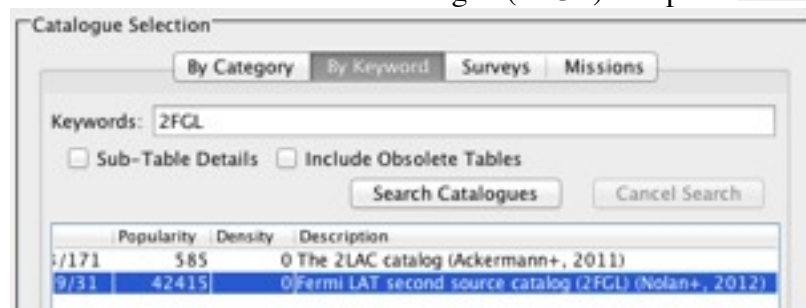 Catalogue Selection
By Category By Keyword Surveys Missions
Keywords: 2FGL
Sub-Table Details Include Obsolete Tables
Search Catalogues Cancel Search
Popularity Density Description
/171 585 0 The 2LAC catalog (Ackermann+, 2011)
9/31 42415 0 Fermi LAT second source catalog (2FGL) (Nolan+, 2012)